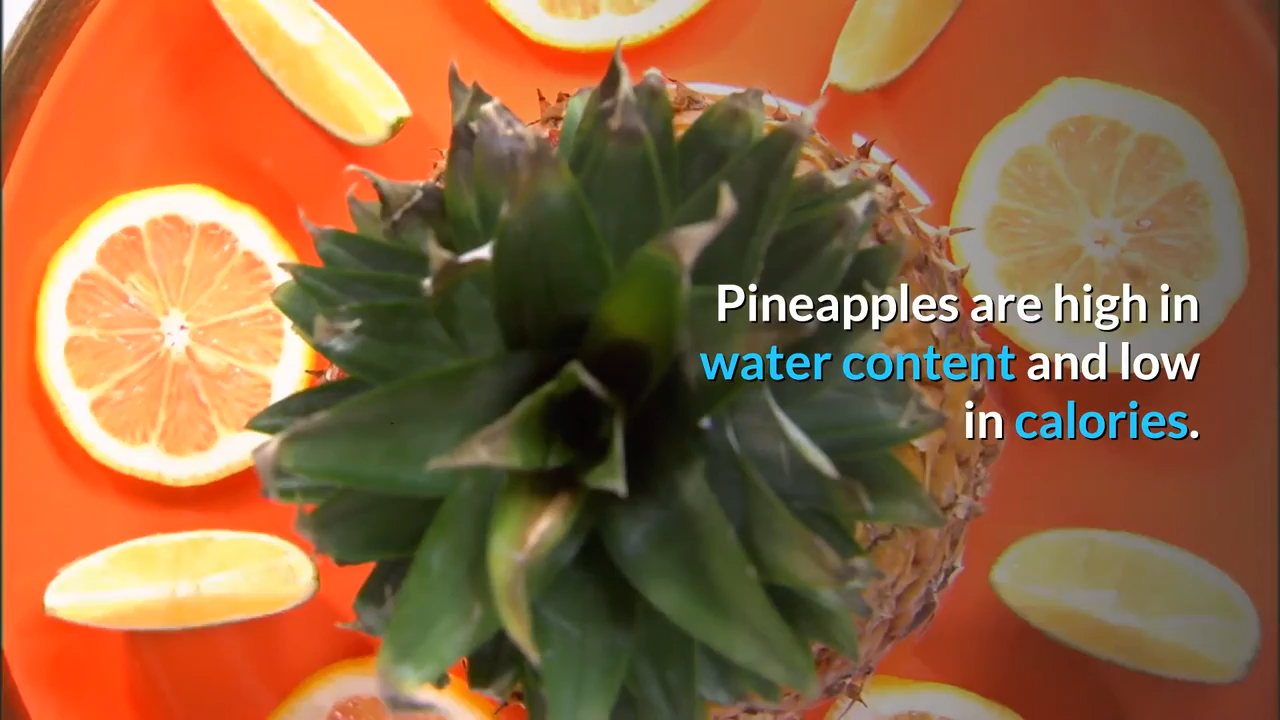 Pineapples are high in
water content and low
in calories.